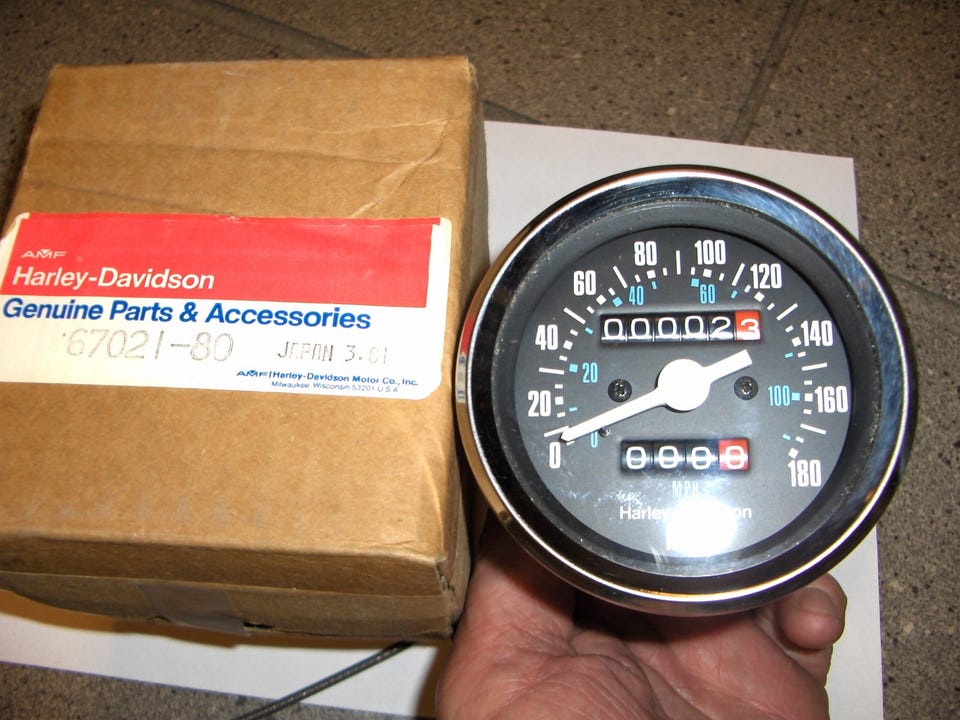 AMF
Harley-Davidson
Genuine Parts & Accessories
67021-80 JAPAN 3.81
AMF | Harley-Davidson Motor Co., Inc.
Milwaukee, Wisconsin 53201 U S A
80 100
60 120
40 60
40 140
000023
20
20 100 160
0
0
0000
180
MPH
Harley